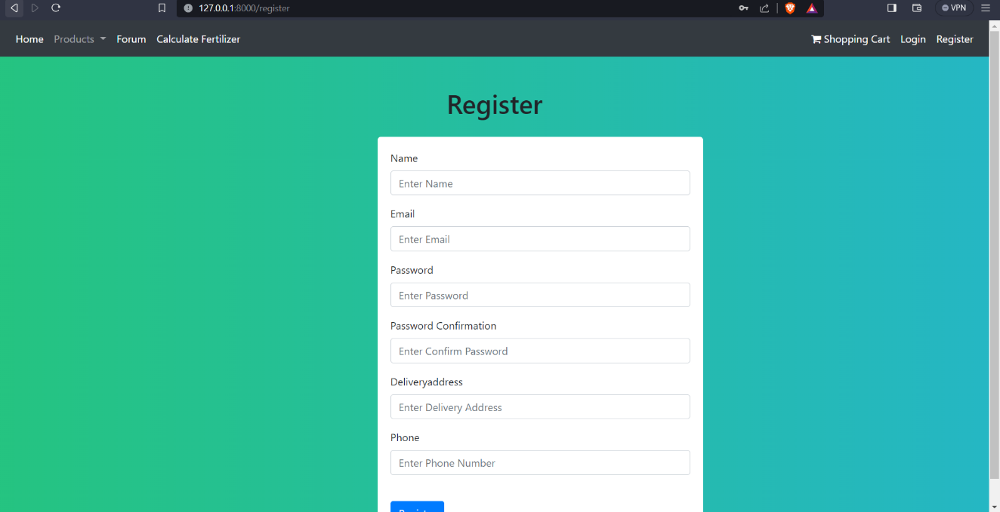 127.0.0.1:8000/register
VPN
Home Products Forum Calculate Fertilizer Shopping Cart Login Register
Register
Name
Enter Name
Email
Enter Email
Password
Enter Password
Password Confirmation
Enter Confirm Password
Deliveryaddress
Enter Delivery Address
Phone
Enter Phone Number